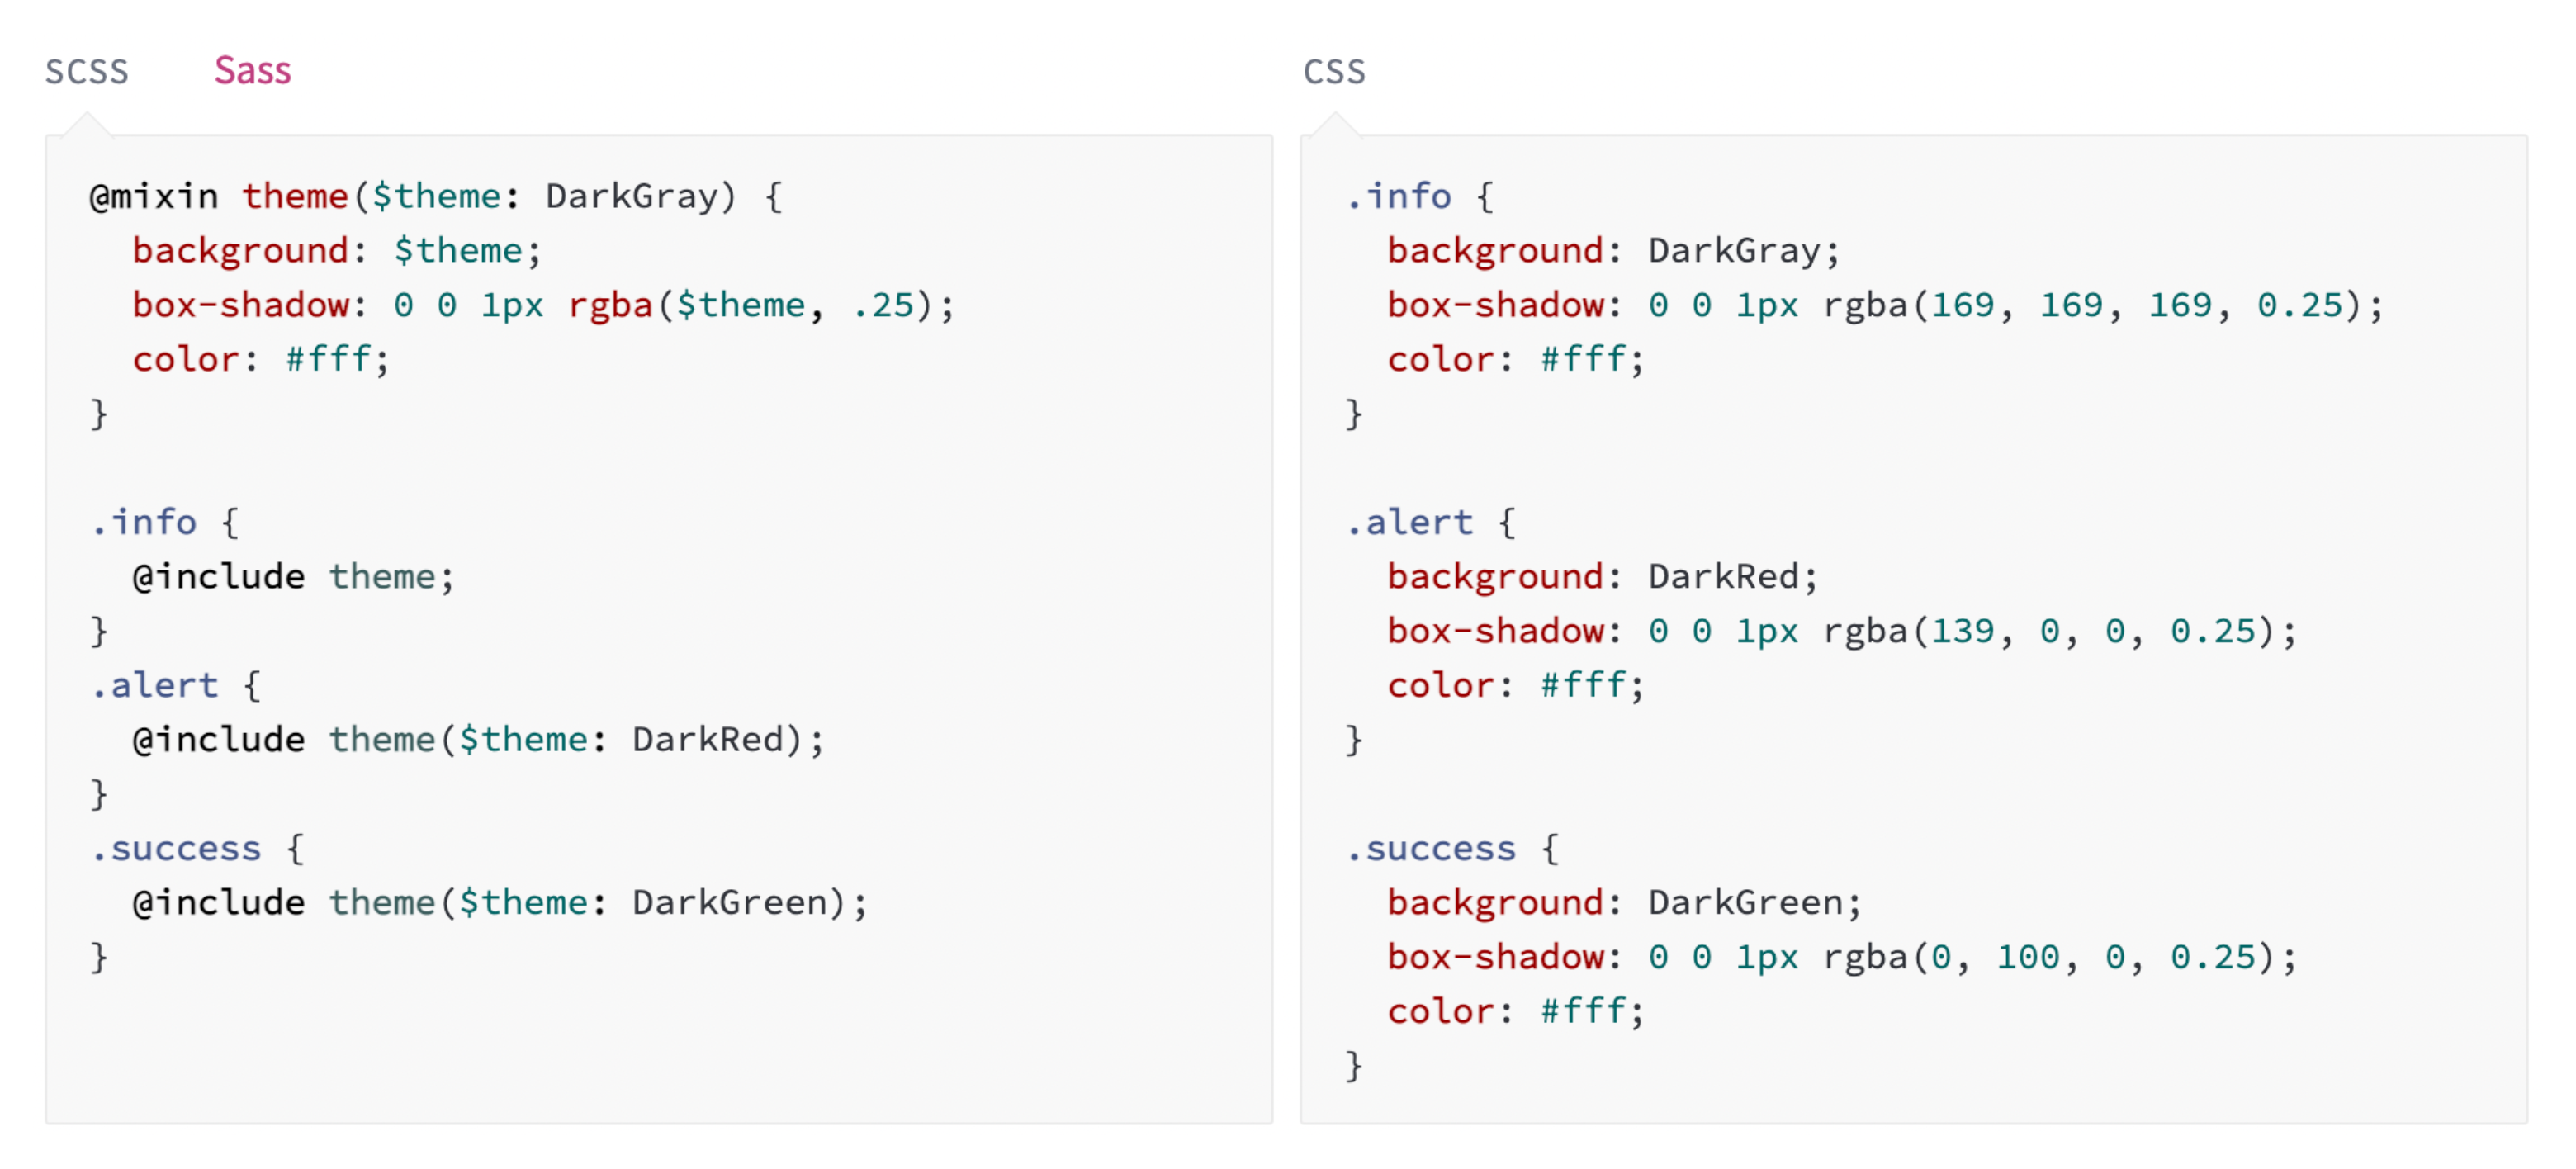 SCSS Sass
@mixin theme($theme: DarkGray) {
  background: $theme;
  box-shadow: 0 0 1px rgba($theme, .25);
  color: #fff;
}

.info {
  @include theme;
}
.alert {
  @include theme($theme: DarkRed);
}
.success {
  @include theme($theme: DarkGreen);
}
CSS
.info {
  background: DarkGray;
  box-shadow: 0 0 1px rgba(169, 169, 169, 0.25);
  color: #fff;
}

.alert {
  background: DarkRed;
  box-shadow: 0 0 1px rgba(139, 0, 0, 0.25);
  color: #fff;
}

.success {
  background: DarkGreen;
  box-shadow: 0 0 1px rgba(0, 100, 0, 0.25);
  color: #fff;
}